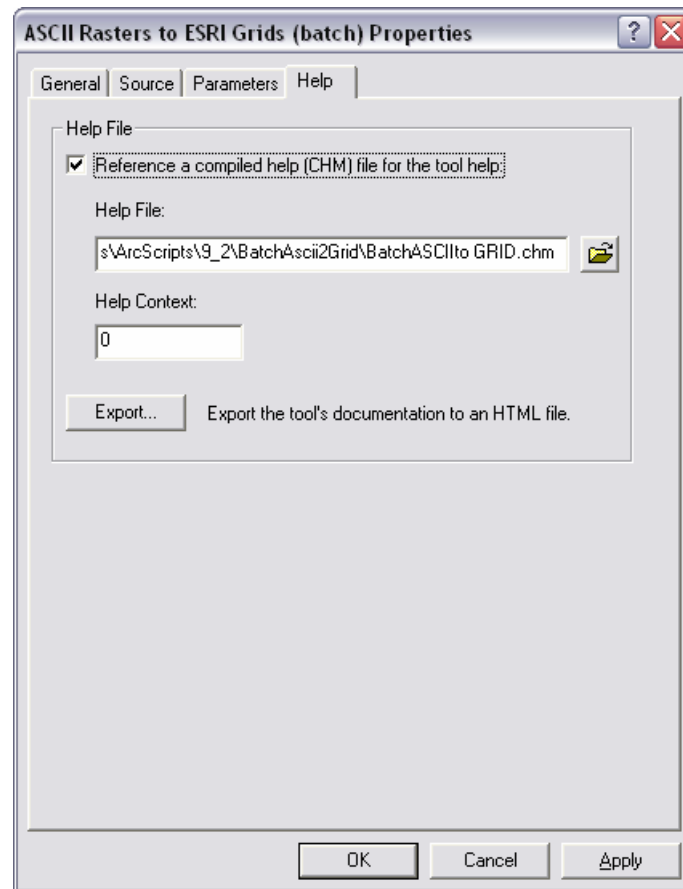 ASCII Rasters to ESRI Grids (batch) Properties
General Source Parameters Help
Help File
Reference a compiled help (CHM) file for the tool help:
Help File:
s\ArcScripts\9_2\BatchAscii2Grid\BatchASCIIto GRID.chm
Help Context:
0
Export... Export the tool's documentation to an HTML file.
OK Cancel Apply